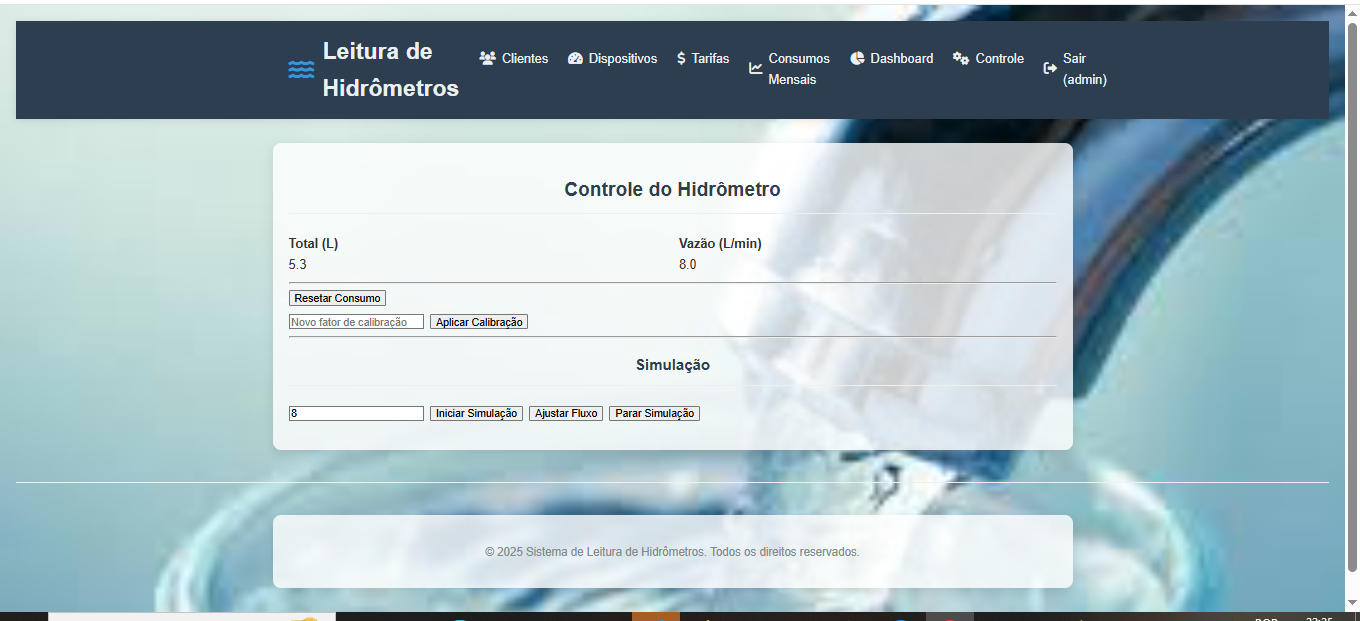 Leitura de
Hidrômetros
Clientes
Dispositivos
Tarifas
Consumos
Mensais
Dashboard
Controle
Sair
(admin)
Controle do Hidrômetro
Total (L)
Vazão (L/min)
5.3
8.0
Resetar Consumo
Novo fator de calibração Aplicar Calibração
Simulação
8 Iniciar Simulação Ajustar Fluxo Parar Simulação
© 2025 Sistema de Leitura de Hidrômetros. Todos os direitos reservados.